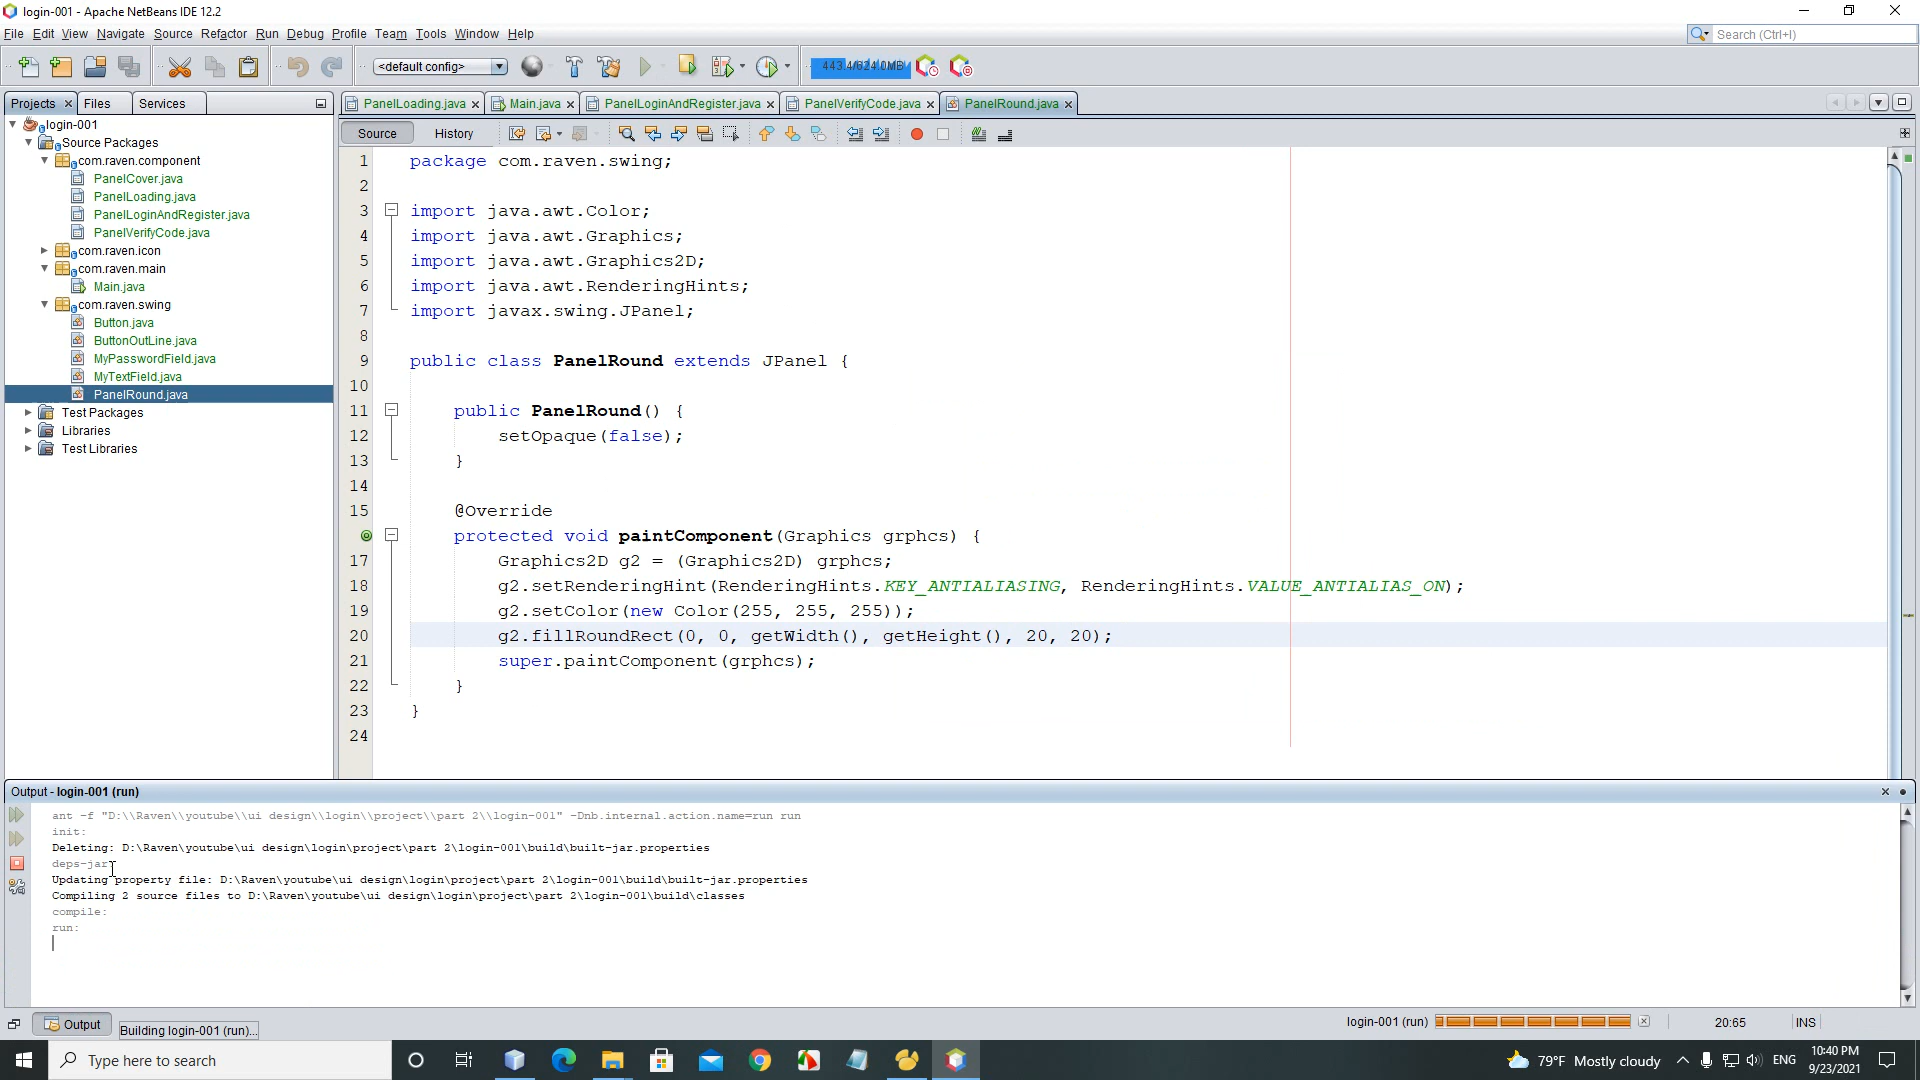 login-001 - Apache NetBeans IDE 12.2
File Edit View Navigate Source Refactor Run Debug Profile Team Tools Window Help
Search (Ctrl+I)
<default config>
443.4/624.0MB
Projects Files Services
PanelLoading.java Main.java PanelLoginAndRegister.java PanelVerifyCode.java PanelRound.java
Source History
login-001
Source Packages
com.raven.component
PanelCover.java
PanelLoading.java
PanelLoginAndRegister.java
PanelVerifyCode.java
com.raven.icon
com.raven.main
Main.java
com.raven.swing
Button.java
ButtonOutLine.java
MyPasswordField.java
MyTextField.java
PanelRound.java
Test Packages
Libraries
Test Libraries
1 package com.raven.swing;
2
3 import java.awt.Color;
4 import java.awt.Graphics;
5 import java.awt.Graphics2D;
6 import java.awt.RenderingHints;
7 import javax.swing.JPanel;
8
9 public class PanelRound extends JPanel {
10
11 public PanelRound() {
12 setOpaque(false);
13 }
14
15 @Override
protected void paintComponent(Graphics grphcs) {
17 Graphics2D g2 = (Graphics2D) grphcs;
18 g2.setRenderingHint(RenderingHints.KEY_ANTIALIASING, RenderingHints.VALUE_ANTIALIAS_ON);
19 g2.setColor(new Color(255, 255, 255));
20 g2.fillRoundRect(0, 0, getWidth(), getHeight(), 20, 20);
21 super.paintComponent(grphcs);
22 }
23 }
24
Output - login-001 (run)
ant -f "D:\\Raven\\youtube\\ui design\\login\\project\\part 2\\login-001" -Dnb.internal.action.name=run run
init:
Deleting: D:\Raven\youtube\ui design\login\project\part 2\login-001\build\built-jar.properties
deps-jar:
Updating property file: D:\Raven\youtube\ui design\login\project\part 2\login-001\build\built-jar.properties
Compiling 2 source files to D:\Raven\youtube\ui design\login\project\part 2\login-001\build\classes
compile:
run:
Output
Building login-001 (run)...
login-001 (run)
20:65
INS
Type here to search
79°F Mostly cloudy
ENG
10:40 PM
9/23/2021